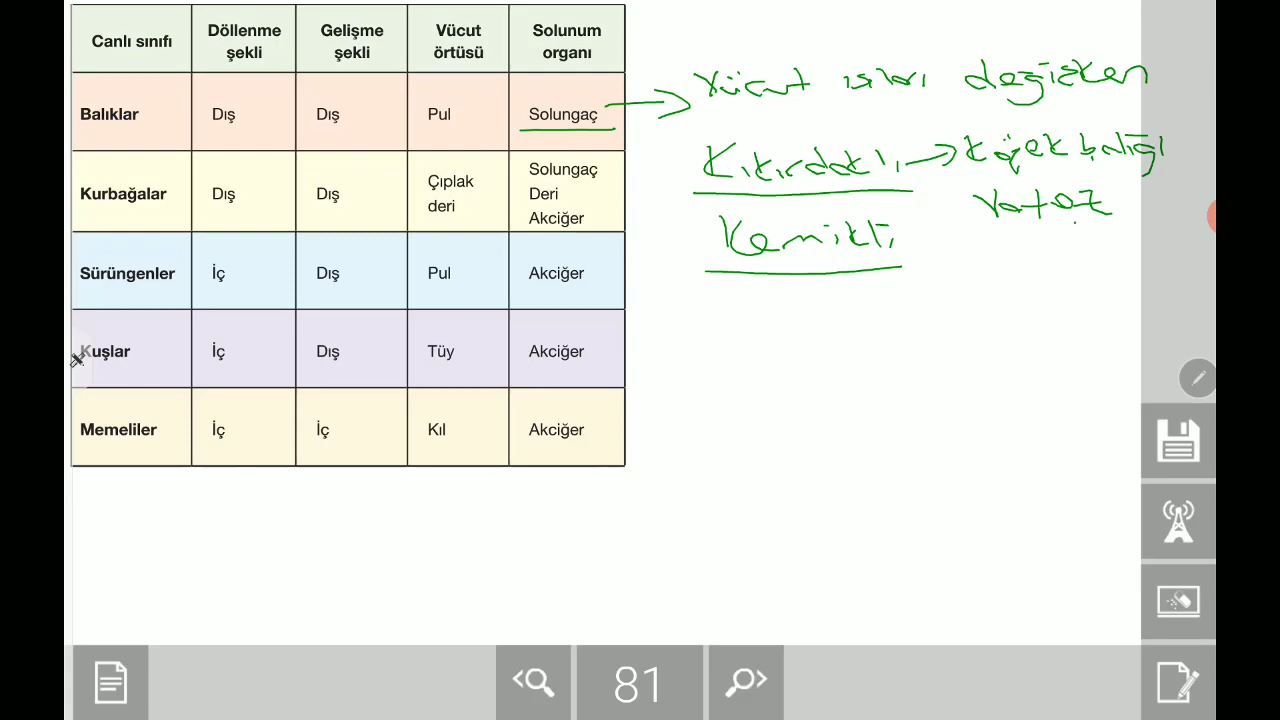 Canlı sınıfı Döllenme şekli Gelişme şekli Vücut örtüsü Solunum organı
Balıklar Dış Dış Pul Solungaç
Kurbağalar Dış Dış Çıplak deri Solungaç Deri Akciğer
Sürüngenler İç Dış Pul Akciğer
Kuşlar İç Dış Tüy Akciğer
Memeliler İç İç Kıl Akciğer
Vücut ısıları değişken
Kıkırdaklı → Köpek balığı
Vatoz
Kemikli
81